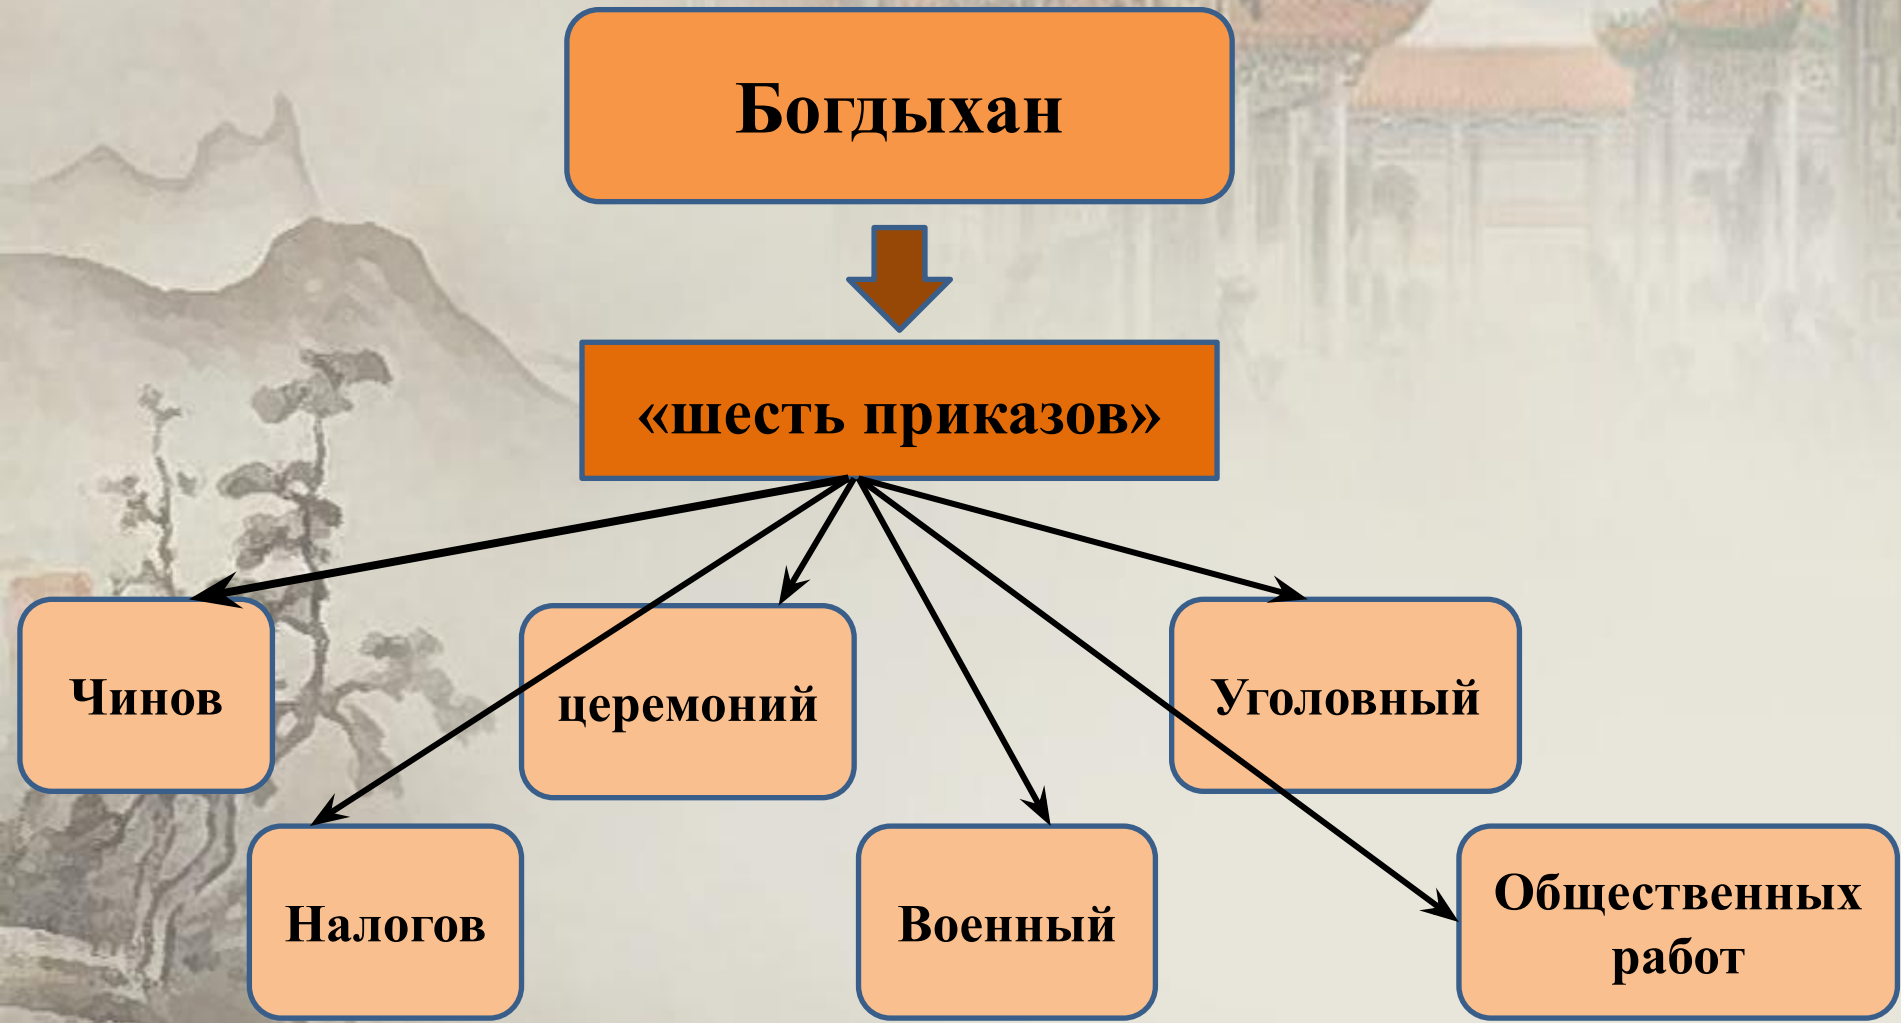 Богдыхан
«шесть приказов»
Чинов
церемоний
Уголовный
Налогов
Военный
Общественных
работ